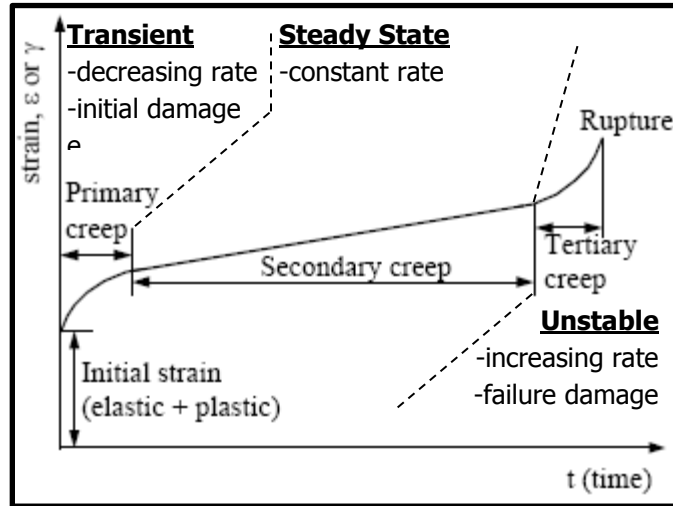 Transient
-decreasing rate
-initial damage
e
Steady State
-constant rate
strain, ε or γ
Rupture
Primary
creep
Secondary creep
Tertiary
creep
Unstable
-increasing rate
-failure damage
Initial strain
(elastic + plastic)
t (time)